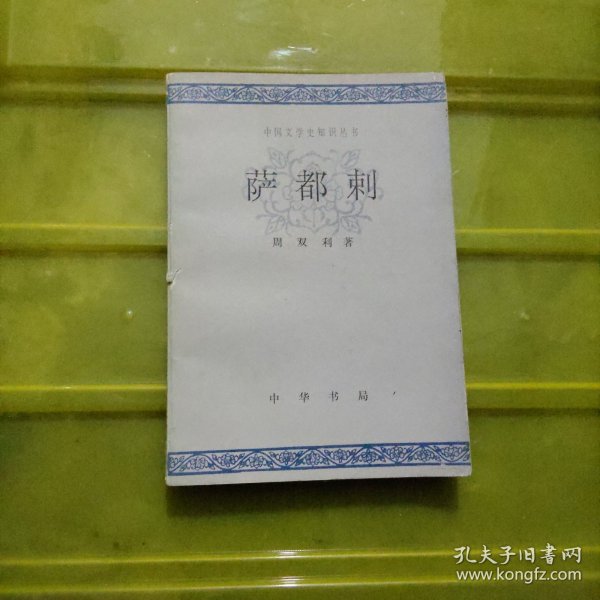 中国文学史知识丛书
萨都剌
周双利著
中华书局
孔夫子旧书网
www.kongfz.com